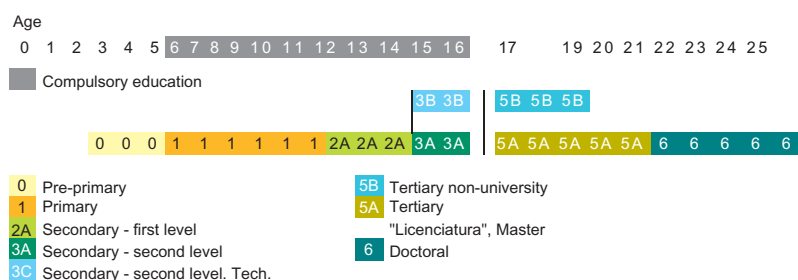 Age
0 1 2 3 4 5 6 7 8 9 10 11 12 13 14 15 16 17 19 20 21 22 23 24 25
Compulsory education
3B 3B 5B 5B 5B
0 0 0 1 1 1 1 1 1 2A 2A 2A 3A 3A 5A 5A 5A 5A 5A 6 6 6 6 6
0 Pre-primary
1 Primary
2A Secondary - first level
3A Secondary - second level
3C Secondary - second level, Tech.
5B Tertiary non-university
5A Tertiary
"Licenciatura", Master
6 Doctoral